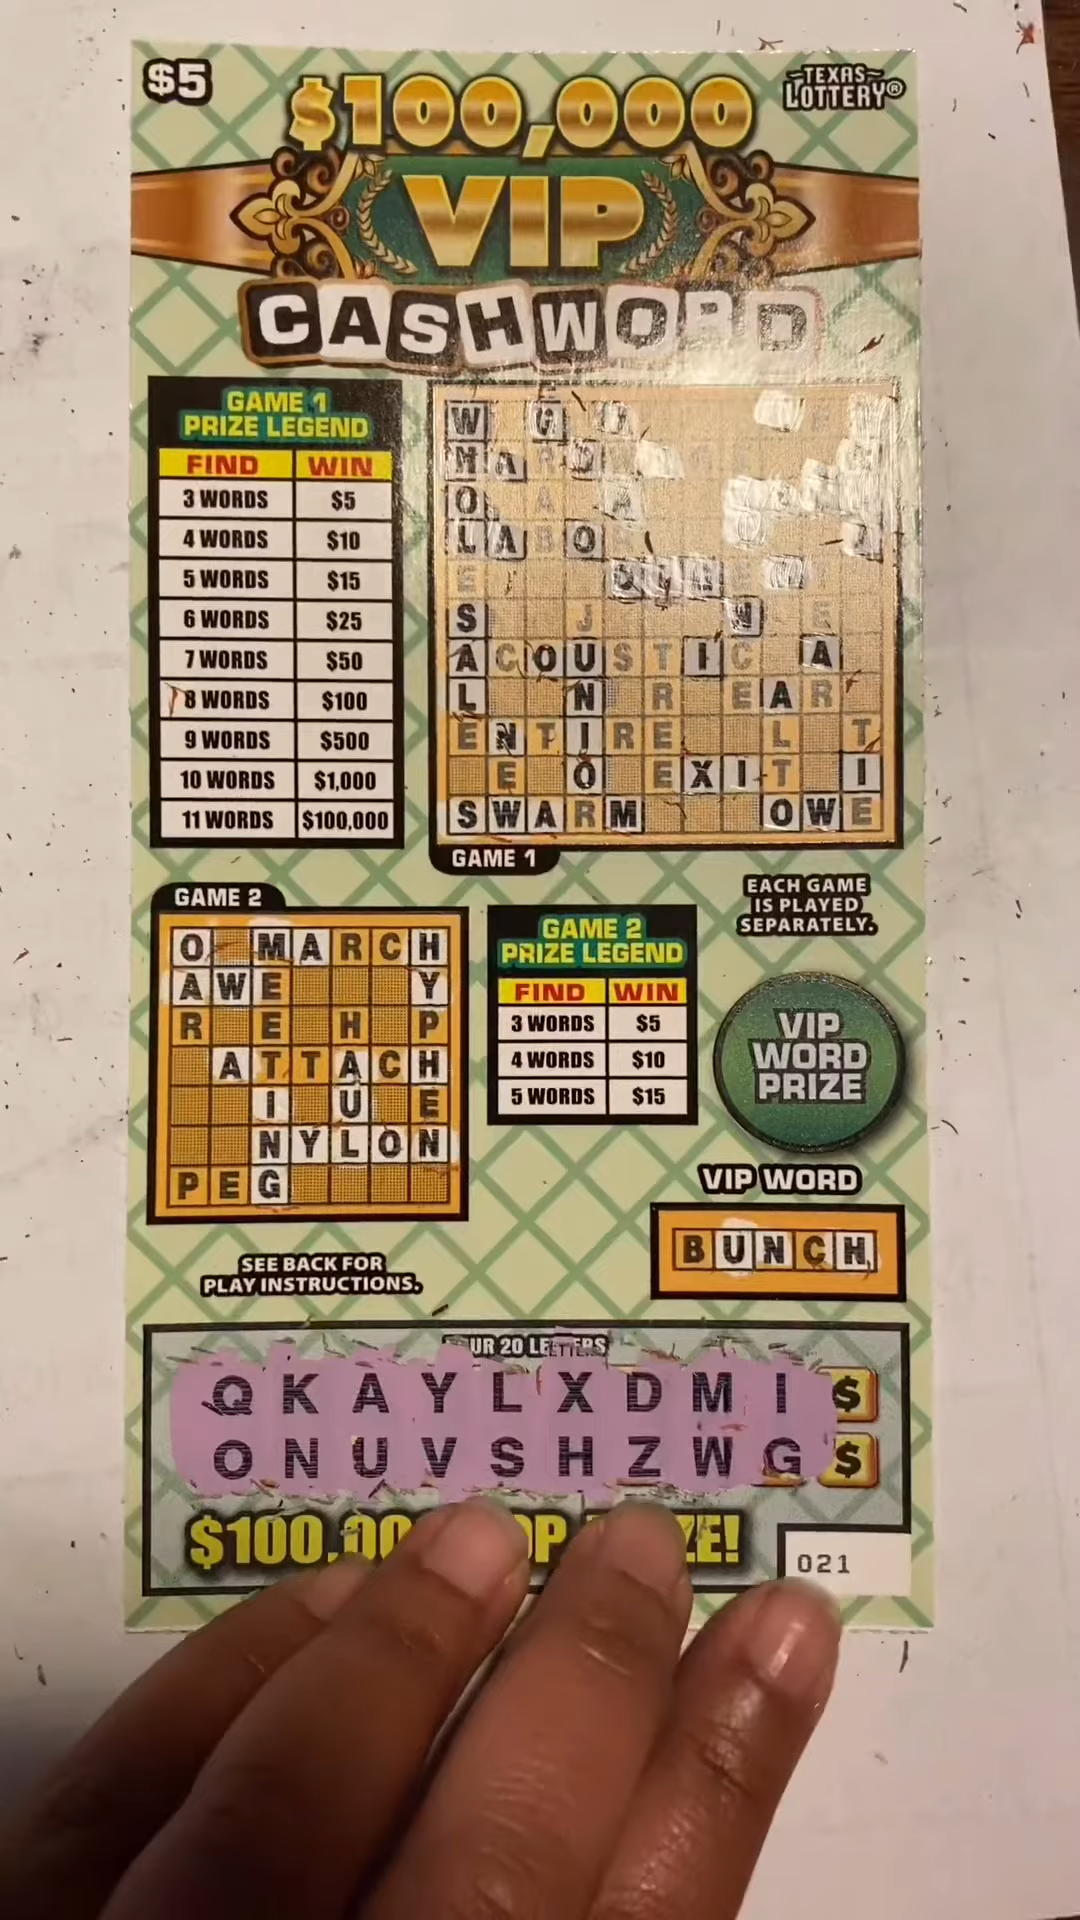 $5
$100,000
TEXAS
LOTTERY®
VIP
CASHWORD
GAME 1
PRIZE LEGEND
FIND WIN
3 WORDS $5
4 WORDS $10
5 WORDS $15
6 WORDS $25
7 WORDS $50
8 WORDS $100
9 WORDS $500
10 WORDS $1,000
11 WORDS $100,000
W G
H A R D
O A A
L A B O R
E
S J E
A C O U S T I C A
L N R E A R
E N T I R E L T
E O E X I T I
S W A R M O W E
GAME 1
EACH GAME
IS PLAYED
SEPARATELY.
GAME 2
O M A R C H
A W E Y
R E H P
A T T A C H
I U E
N Y L O N
P E G
GAME 2
PRIZE LEGEND
FIND WIN
3 WORDS $5
4 WORDS $10
5 WORDS $15
VIP
WORD
PRIZE
VIP WORD
B U N C H
SEE BACK FOR
PLAY INSTRUCTIONS.
UR 20 LETTERS
Q K A Y L X D M I $
O N U V S H Z W G $
021